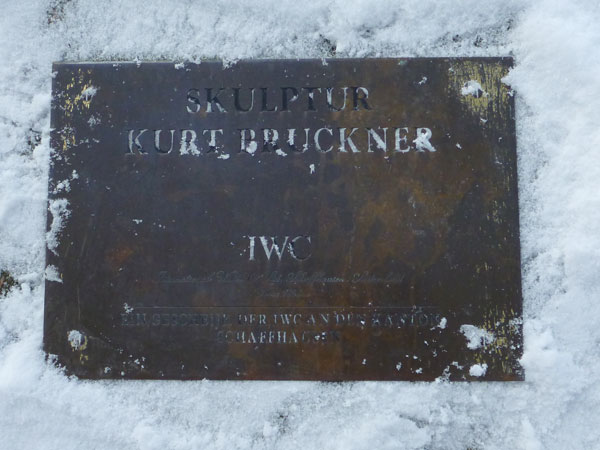 SKULPTUR
KURT BRUCKNER
IWC
EIN GESCHENK DER IWC AN DEN KANTON
SCHAFFHAUSEN